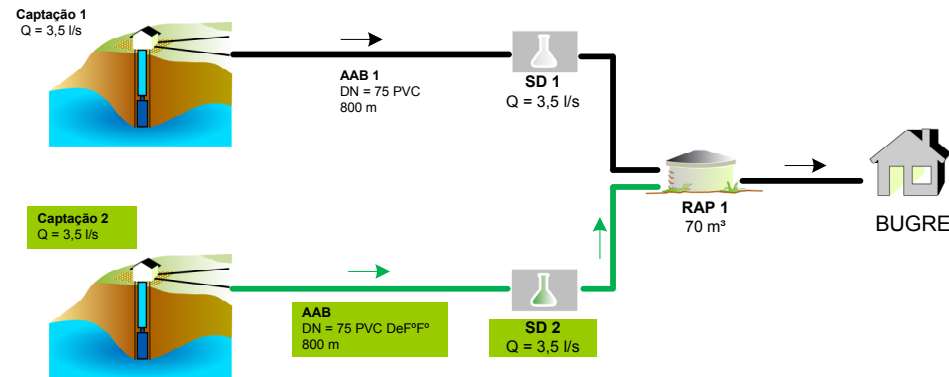 Captação 1
Q = 3,5 l/s
AAB 1
DN = 75 PVC
800 m
SD 1
Q = 3,5 l/s
RAP 1
70 m³
BUGRE
Captação 2
Q = 3,5 l/s
AAB
DN = 75 PVC DeFºFº
800 m
SD 2
Q = 3,5 l/s